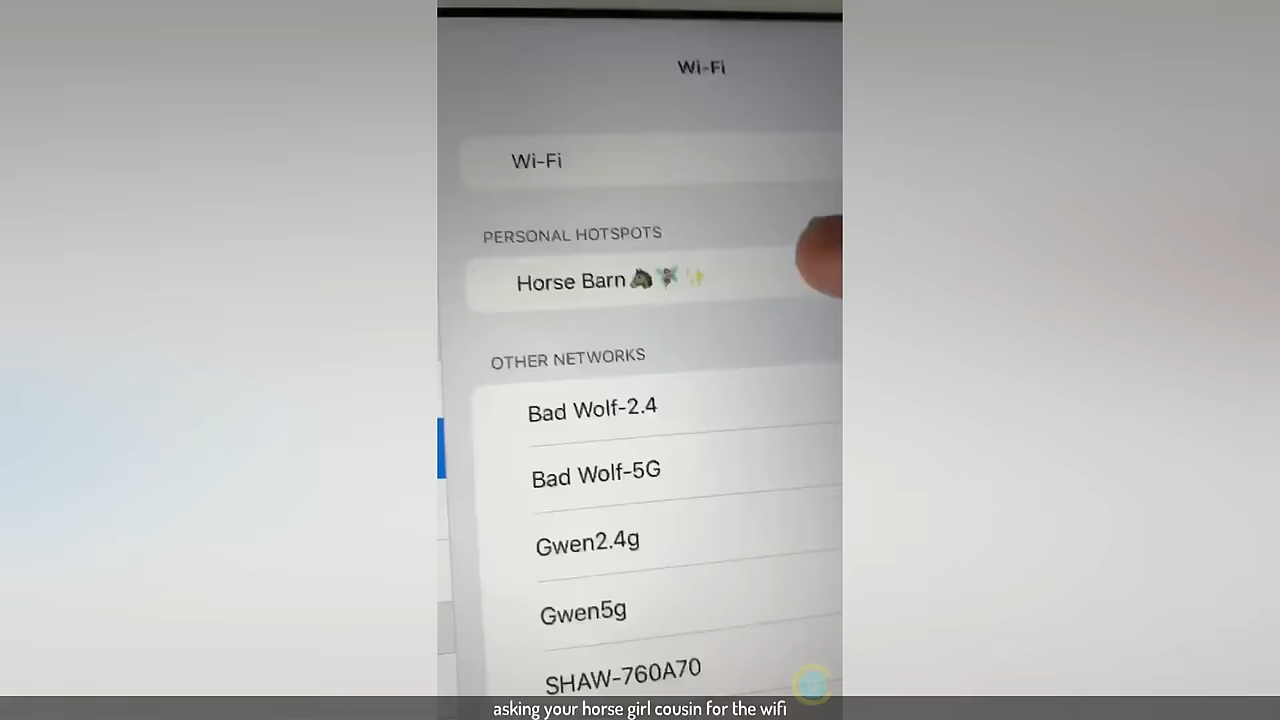 Wi-Fi
Wi-Fi
PERSONAL HOTSPOTS
Horse Barn🐴🧚✨
OTHER NETWORKS
Bad Wolf-2.4
Bad Wolf-5G
Gwen2.4g
Gwen5g
SHAW-760A70
asking your horse girl cousin for the wifi